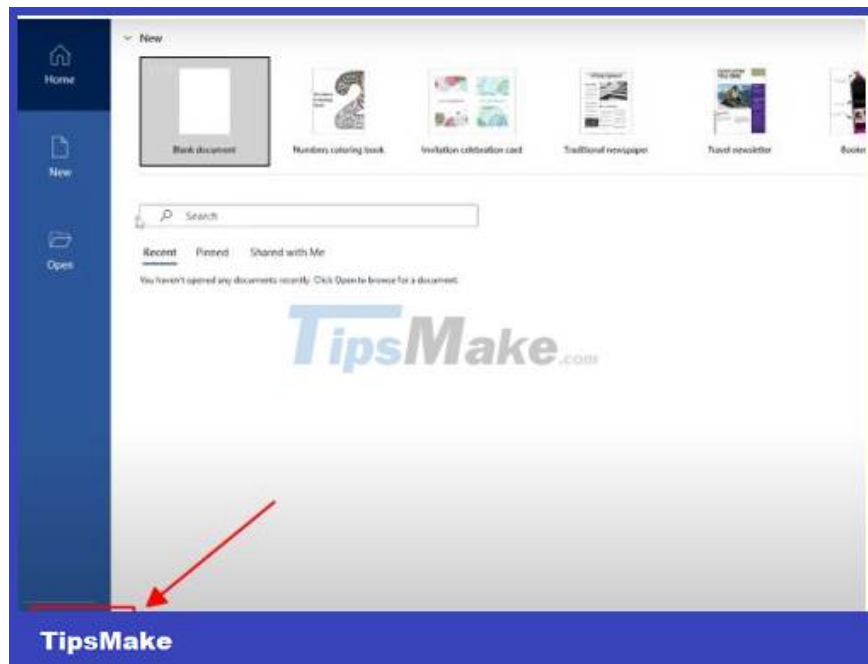 New
Home
New
Open
Blank document
Numbers coloring book
Invitation celebration card
Traditional newspaper
Travel newsletter
Search
Recent Pinned Shared with Me
You haven't opened any documents recently. Click Open to browse for a document.
TipsMake.com
TipsMake